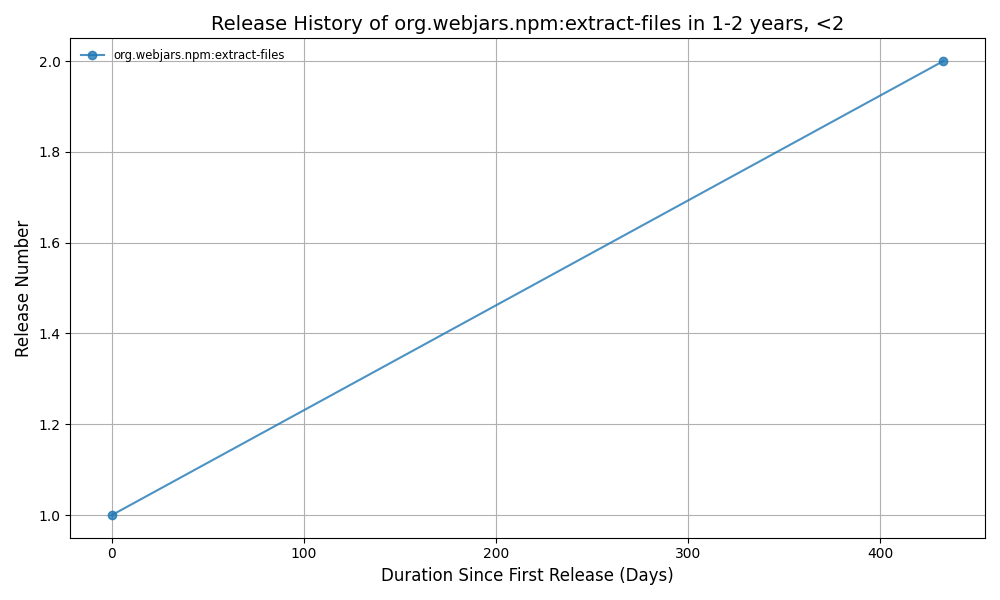 Release History of org.webjars.npm:extract-files in 1-2 years, <2
org.webjars.npm:extract-files
Release Number
2.0
1.8
1.6
1.4
1.2
1.0
0 100 200 300 400
Duration Since First Release (Days)